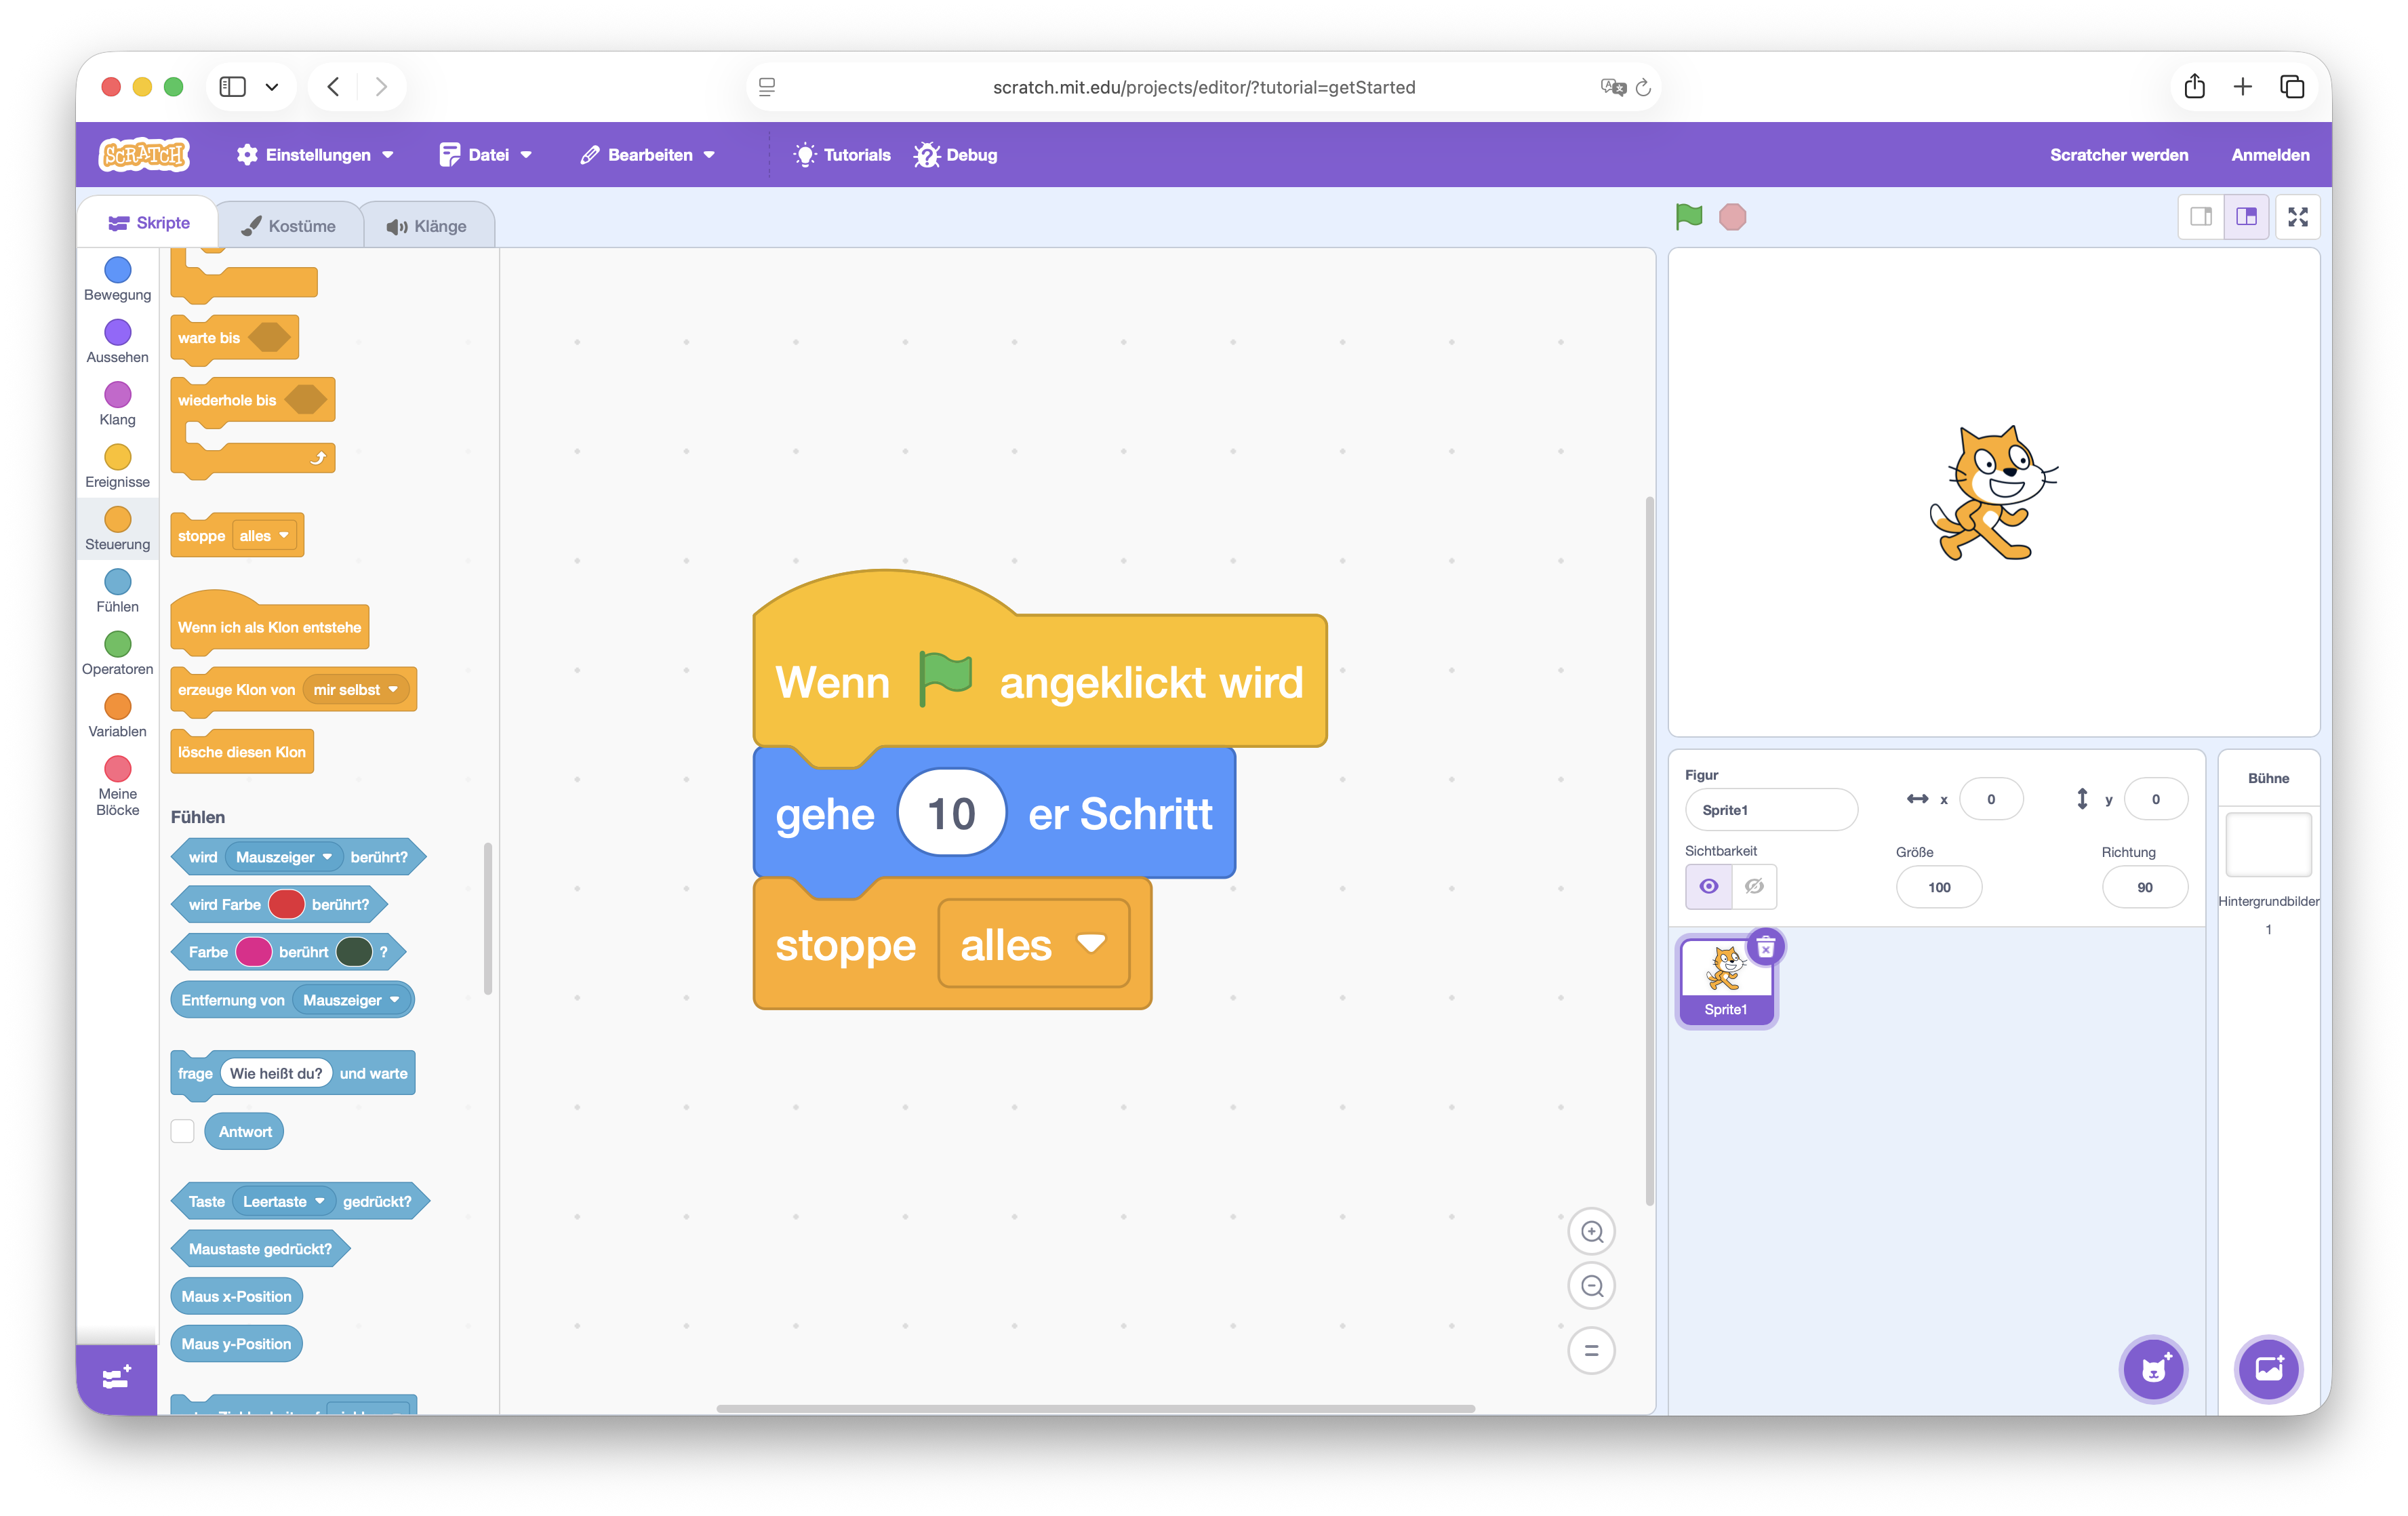 scratch.mit.edu/projects/editor/?tutorial=getStarted
SCRATCH
Einstellungen
Datei
Bearbeiten
Tutorials
Debug
Scratcher werden
Anmelden
Skripte
Kostüme
Klänge
Bewegung
Aussehen
Klang
Ereignisse
Steuerung
Fühlen
Operatoren
Variablen
Meine
Blöcke
warte bis
wiederhole bis
stoppe alles
Wenn ich als Klon entstehe
erzeuge Klon von mir selbst
lösche diesen Klon
Fühlen
wird Mauszeiger berührt?
wird Farbe berührt?
Farbe berührt ?
Entfernung von Mauszeiger
frage Wie heißt du? und warte
Antwort
Taste Leertaste gedrückt?
Maustaste gedrückt?
Maus x-Position
Maus y-Position
Wenn angeklickt wird
gehe 10 er Schritt
stoppe alles
Figur
Sprite1
x 0
y 0
Sichtbarkeit
Größe
100
Richtung
90
Sprite1
Bühne
Hintergrundbilder
1